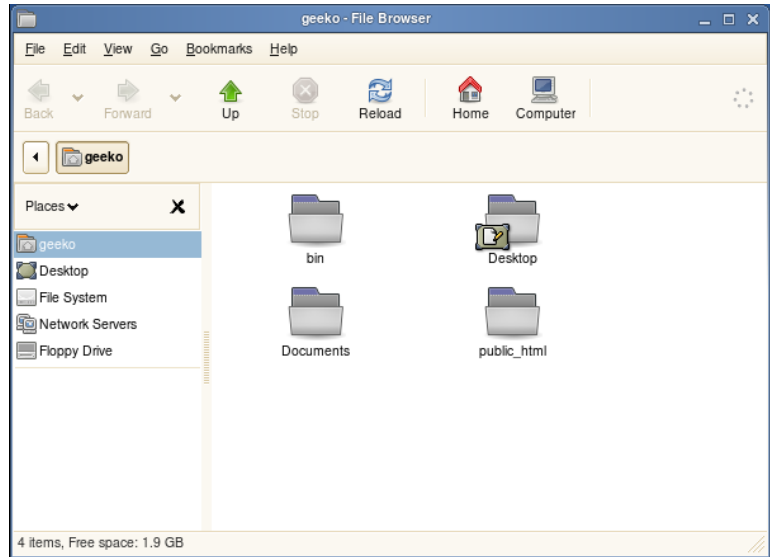 geeko - File Browser
File Edit View Go Bookmarks Help
Back Forward Up Stop Reload Home Computer
geeko
Places
geeko
Desktop
File System
Network Servers
Floppy Drive
bin Desktop
Documents public_html
4 items, Free space: 1.9 GB